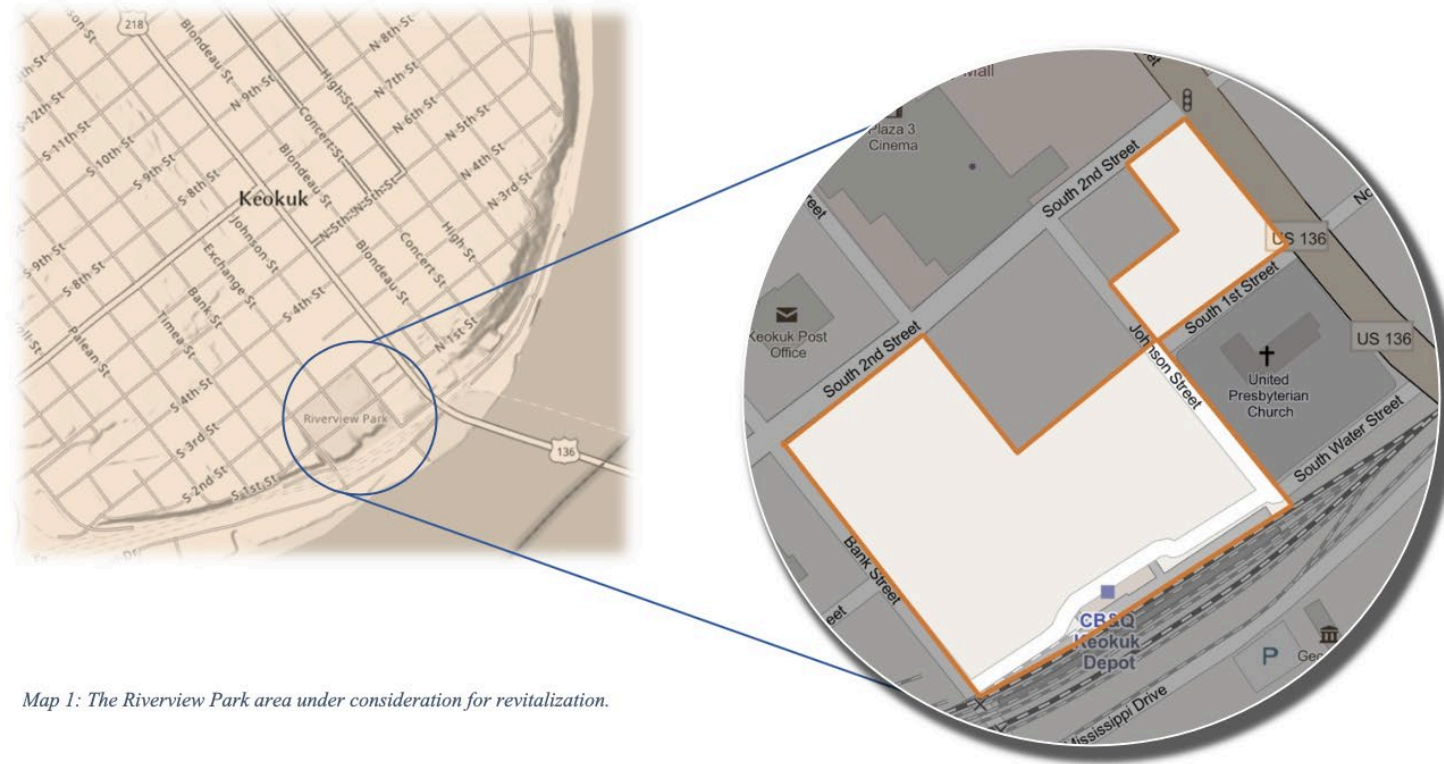 218
Blondeau St
N 9th St
Concert St
High St
N 7th St
N 6th St
N 5th St
N 4th St
N 3rd St
S 12th St
S 11th St
S 10th St
S 9th St
S 8th St
Keokuk
Blondeau St
N 5th St
N 5th St
Johnson St
Exchange St
Bank St
Timea St
Palean St
S 9th St
S 8th St
S 4th St
Blondeau St
Concert St
High St
N 1st St
S 4th St
S 3rd St
S 2nd St
S 1st St
Riverview Park
136
Map 1: The Riverview Park area under consideration for revitalization.
Mall
Plaza 3
Cinema
South 2nd Street
US 136
South 1st Street
Keokuk Post
Office
South 2nd Street
Johnson Street
US 136
United
Presbyterian
Church
South Water Street
Bank Street
CB&Q
Keokuk
Depot
P
Mississippi Drive